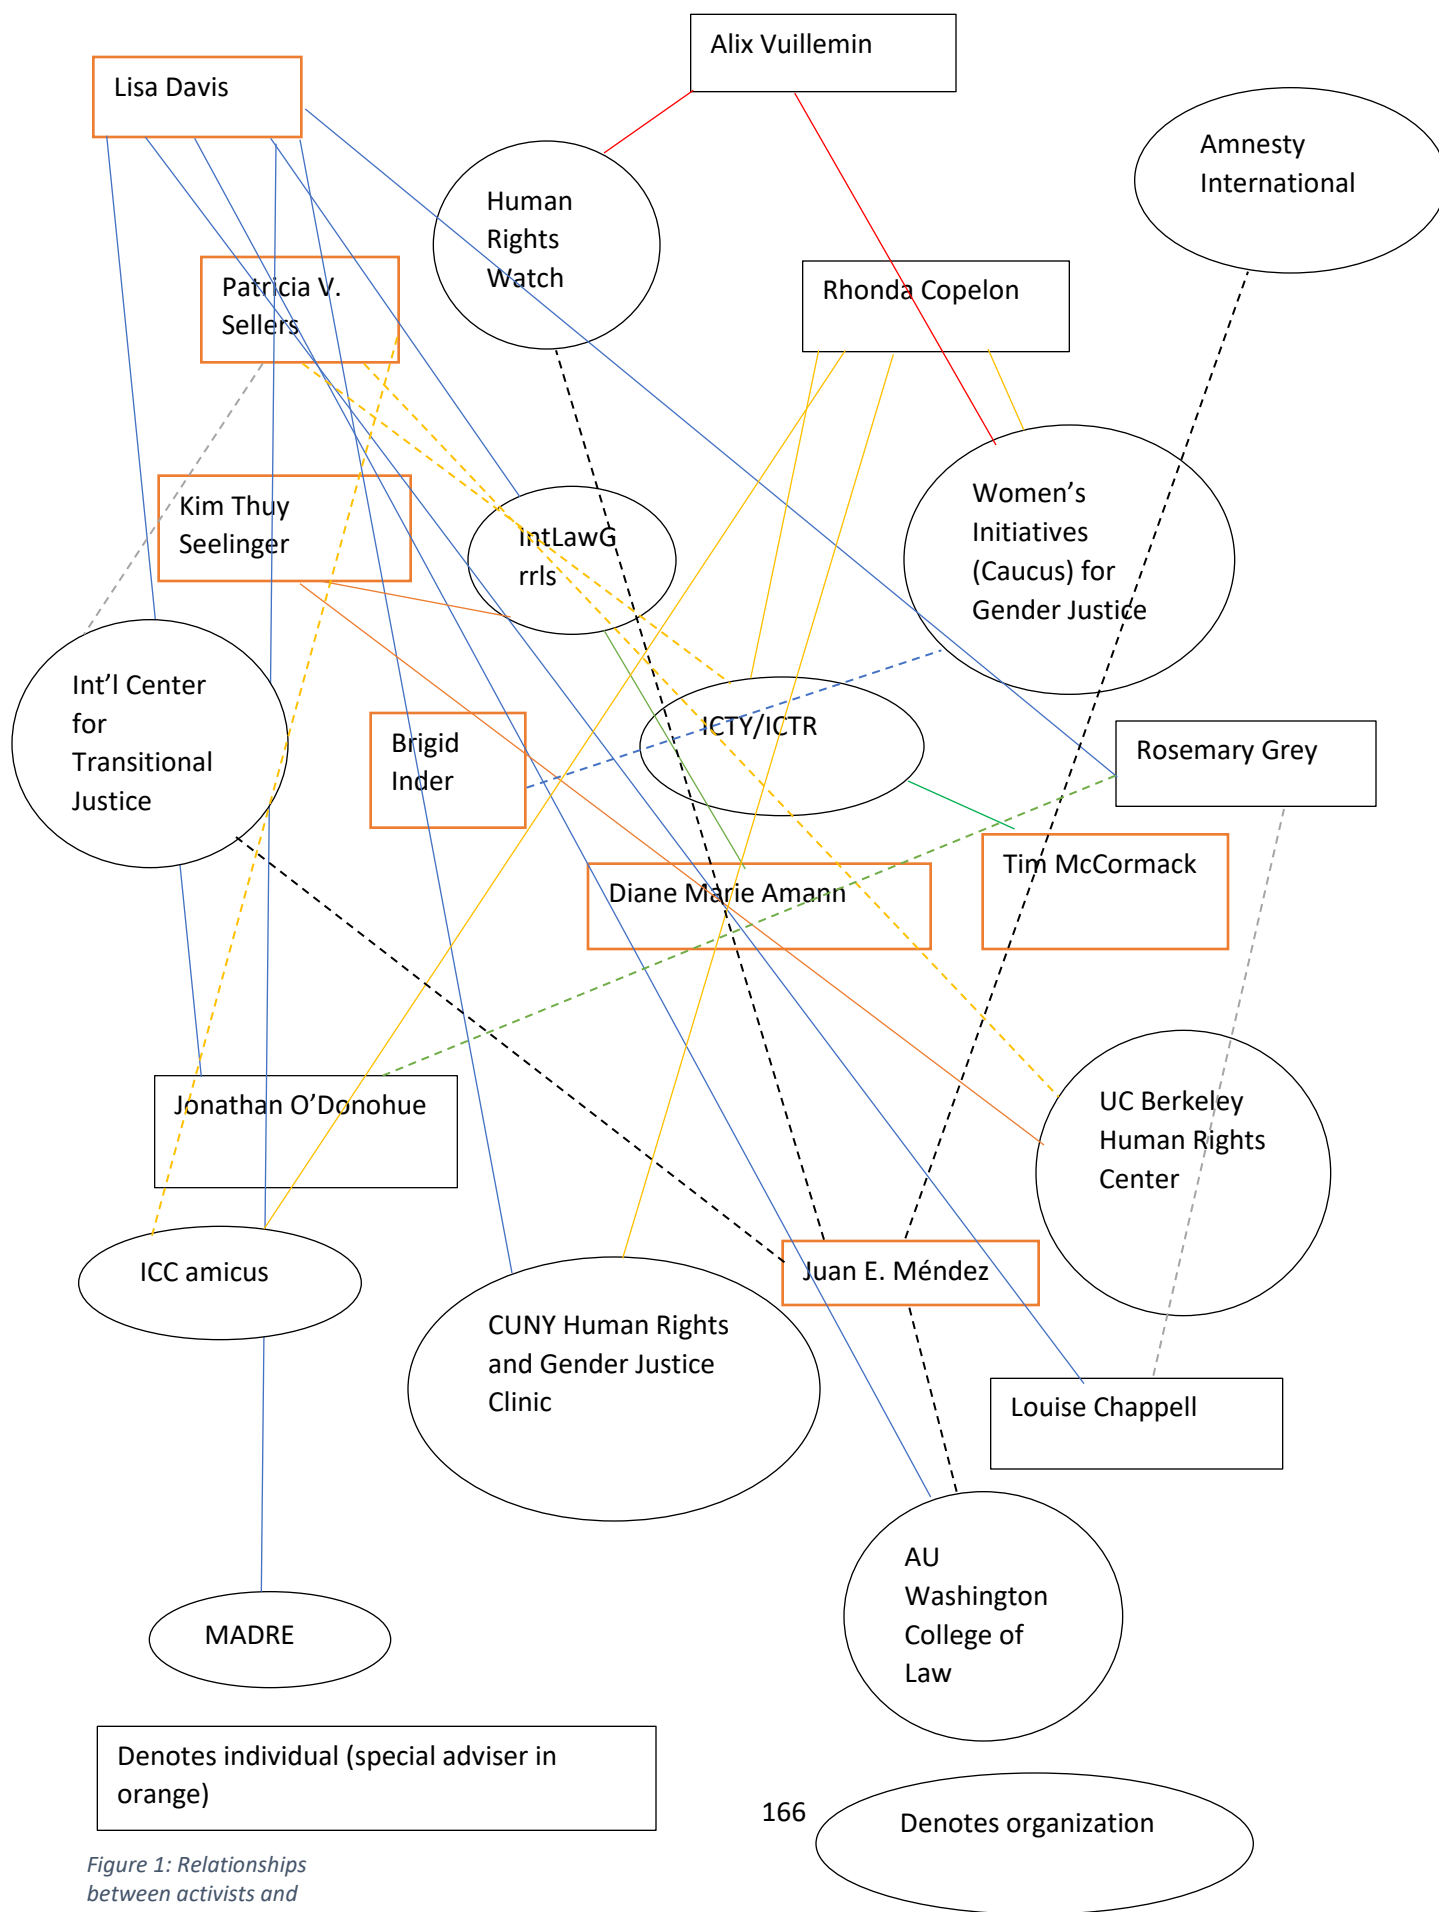 Alix Vuillemin
Lisa Davis
Amnesty
International
Human
Rights
Watch
Patricia V.
Sellers
Rhonda Copelon
Kim Thuy
Seelinger
IntLawG
rrls
Women’s
Initiatives
(Caucus) for
Gender Justice
Int’l Center
for
Transitional
Justice
Brigid
Inder
ICTY/ICTR
Rosemary Grey
Diane Marie Amann
Tim McCormack
Jonathan O’Donohue
UC Berkeley
Human Rights
Center
ICC amicus
Juan E. Méndez
CUNY Human Rights
and Gender Justice
Clinic
Louise Chappell
AU
Washington
College of
Law
MADRE
Denotes individual (special adviser in
orange)
166
Denotes organization
Figure 1: Relationships
between activists and